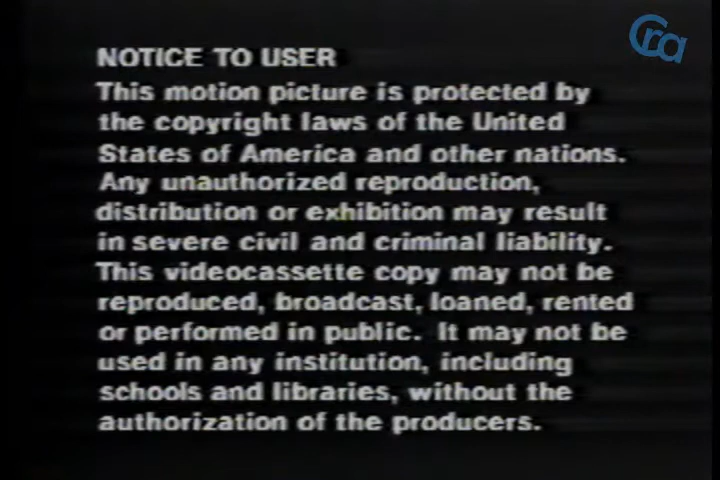 Cra
NOTICE TO USER
This motion picture is protected by
the copyright laws of the United
States of America and other nations.
Any unauthorized reproduction,
distribution or exhibition may result
in severe civil and criminal liability.
This videocassette copy may not be
reproduced, broadcast, loaned, rented
or performed in public. It may not be
used in any institution, including
schools and libraries, without the
authorization of the producers.